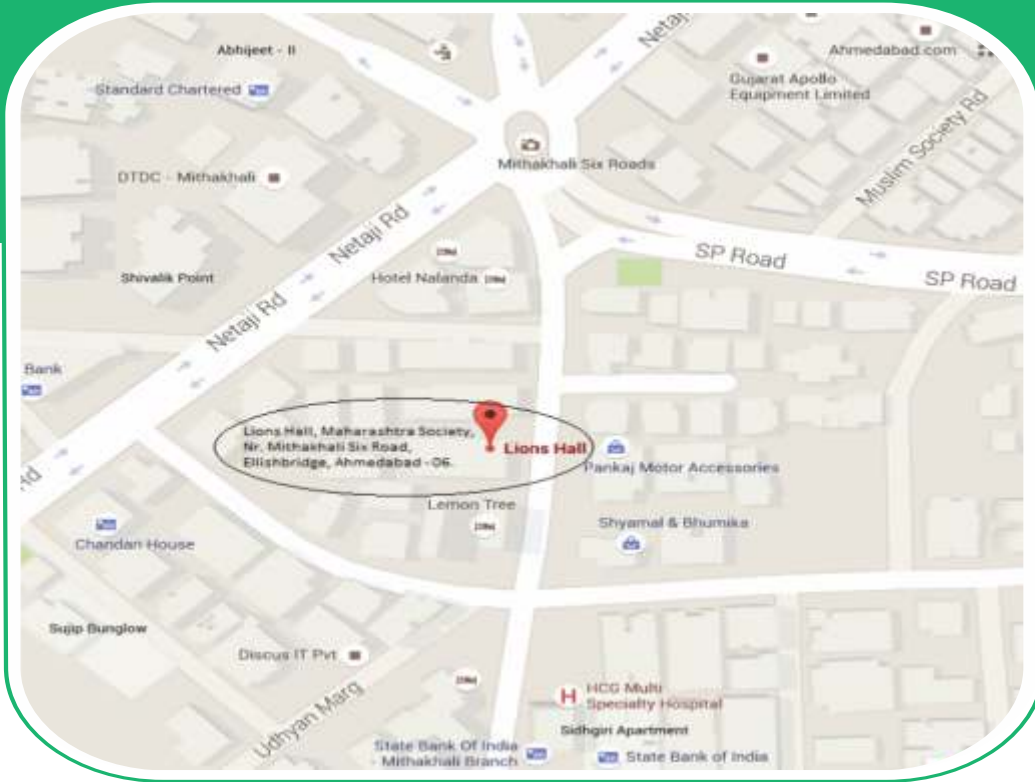 Abhijeet - II
Netaji
Ahmedabad.com
Standard Chartered
Gujarat Apollo
Equipment Limited
Mithakhali Six Roads
Muslim Society Rd
DTDC - Mithakhali
Netaji Rd
SP Road
SP Road
Shivalik Point
Hotel Nalanda
Netaji Rd
Bank
Lions Hall, Maharashtra Society,
Nr. Mithakhali Six Road,
Ellishbridge, Ahmedabad -06.
Lions Hall
Pankaj Motor Accessories
Rd
Lemon Tree
Shyamal & Bhumika
Chandan House
Sujip Bunglow
Discus IT Pvt
Udhyan Marg
H
HCG Multi
Specialty Hospital
Sidhgiri Apartment
State Bank Of India
- Mithakhali Branch
State Bank of India